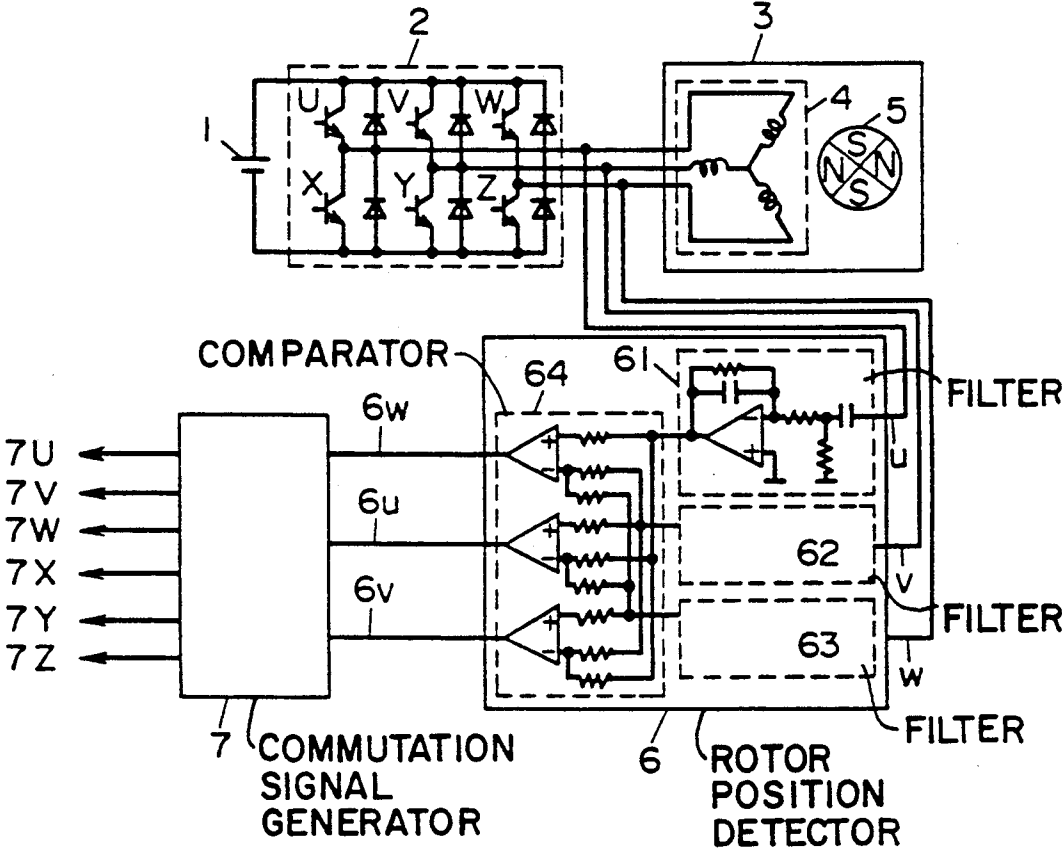 2
3
1
U
V
W
X
Y
Z
4
5
S
N
N
S
COMPARATOR
64
61
FILTER
+
−
−
+
U
6w
7U
7V
7W
7X
7Y
7Z
6u
+
−
62
V
FILTER
6v
+
−
63
W
FILTER
7
COMMUTATION
SIGNAL
GENERATOR
6
ROTOR
POSITION
DETECTOR